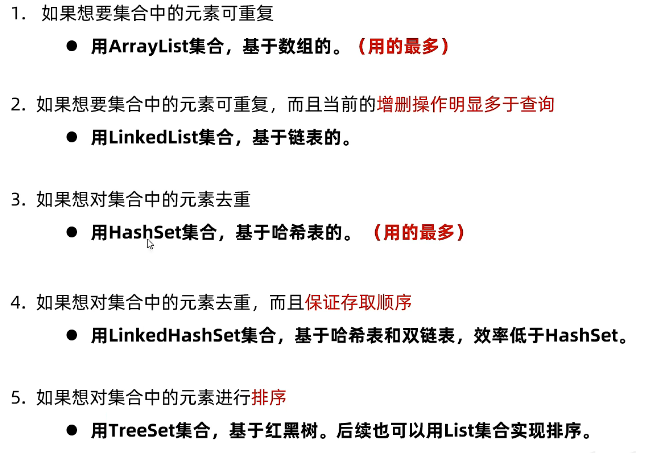 1. 如果想要集合中的元素可重复
● 用ArrayList集合，基于数组的。（用的最多）
2. 如果想要集合中的元素可重复，而且当前的增删操作明显多于查询
● 用LinkedList集合，基于链表的。
3. 如果想对集合中的元素去重
● 用HashSet集合，基于哈希表的。（用的最多）
4. 如果想对集合中的元素去重，而且保证存取顺序
● 用LinkedHashSet集合，基于哈希表和双链表，效率低于HashSet。
5. 如果想对集合中的元素进行排序
● 用TreeSet集合，基于红黑树。后续也可以用List集合实现排序。